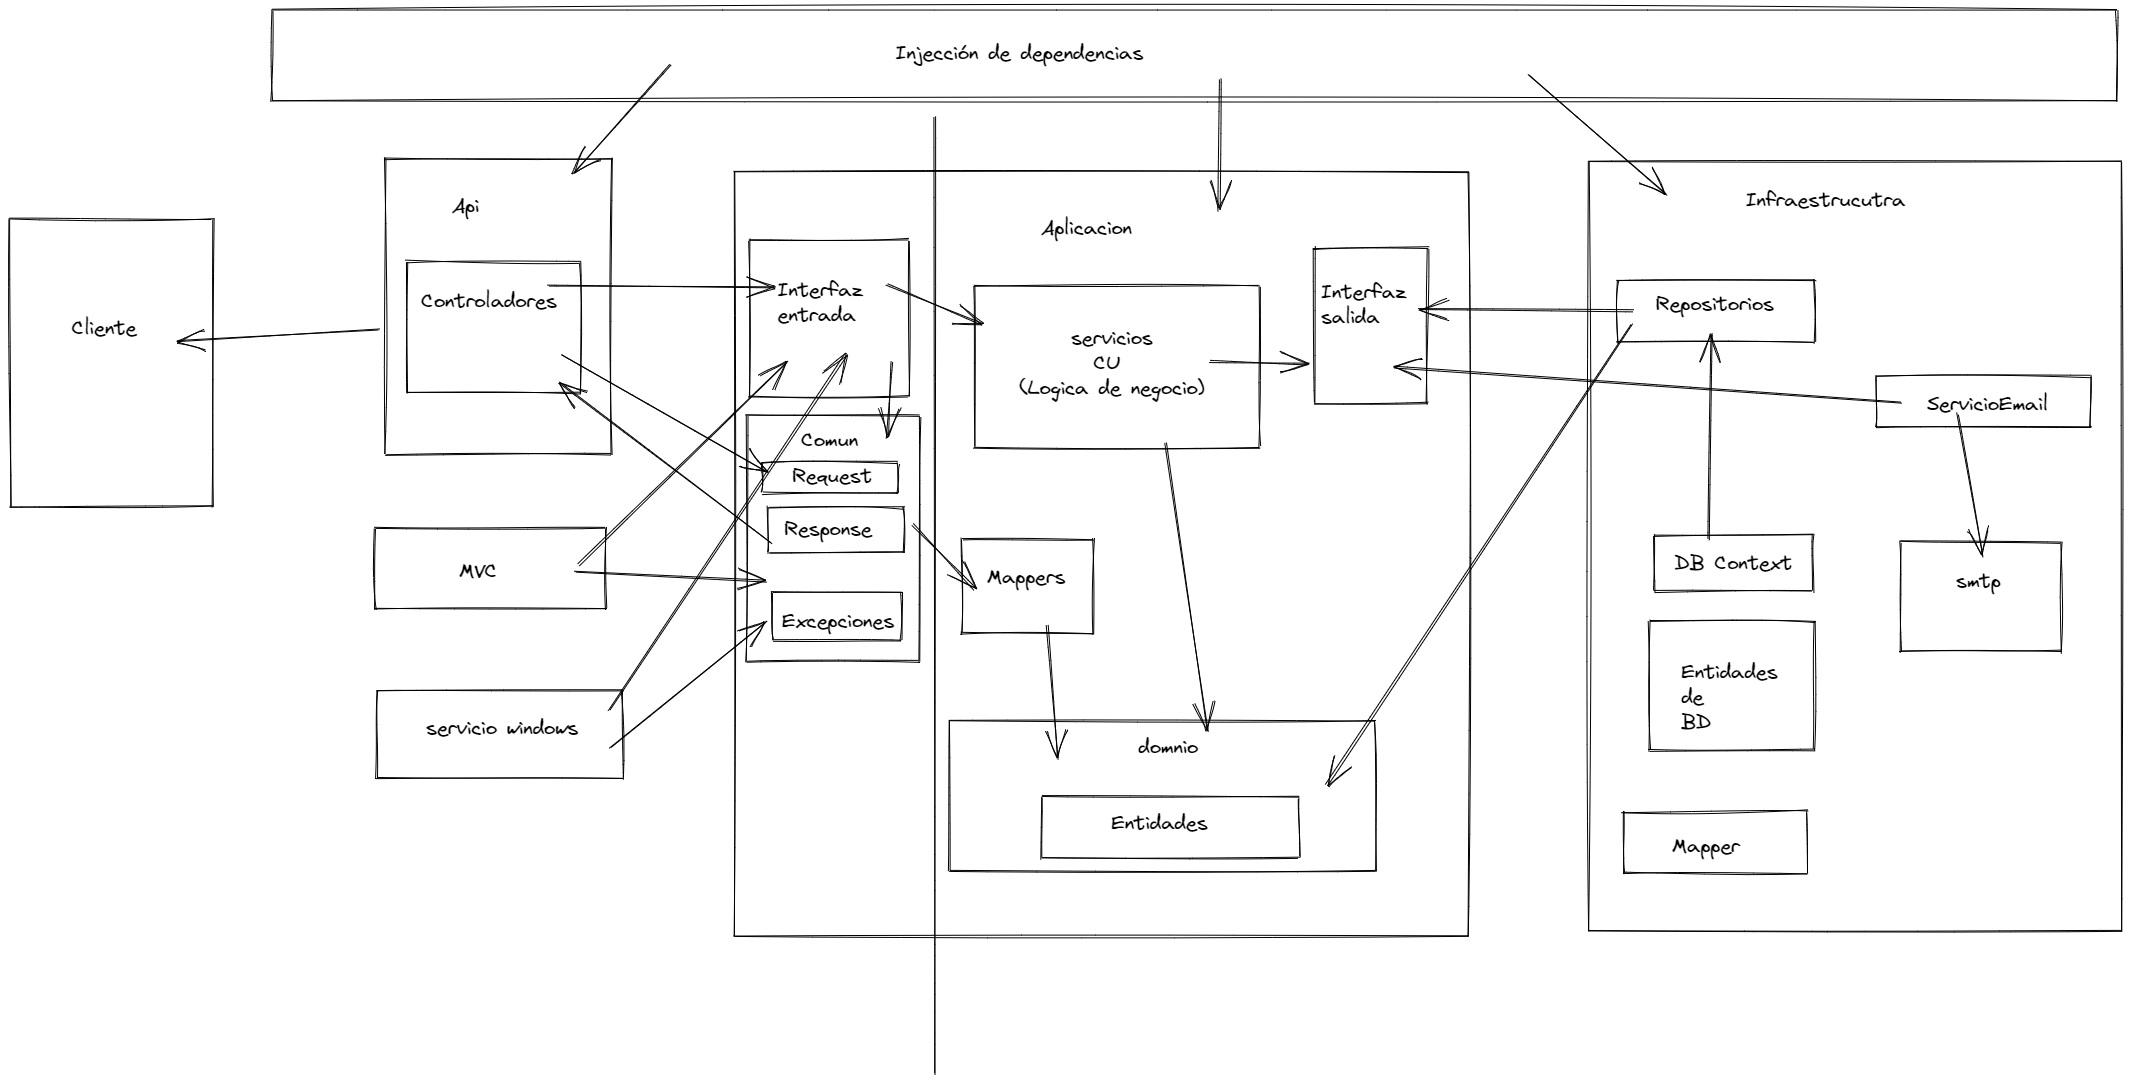 Injección de dependencias
Cliente
Api
Controladores
MVC
servicio windows
Interfaz
entrada
Comun
Request
Response
Excepciones
Aplicacion
servicios
CU
(Logica de negocio)
Interfaz
salida
Mappers
domnio
Entidades
Infraestrucutra
Repositorios
ServicioEmail
DB Context
smtp
Entidades
de
BD
Mapper